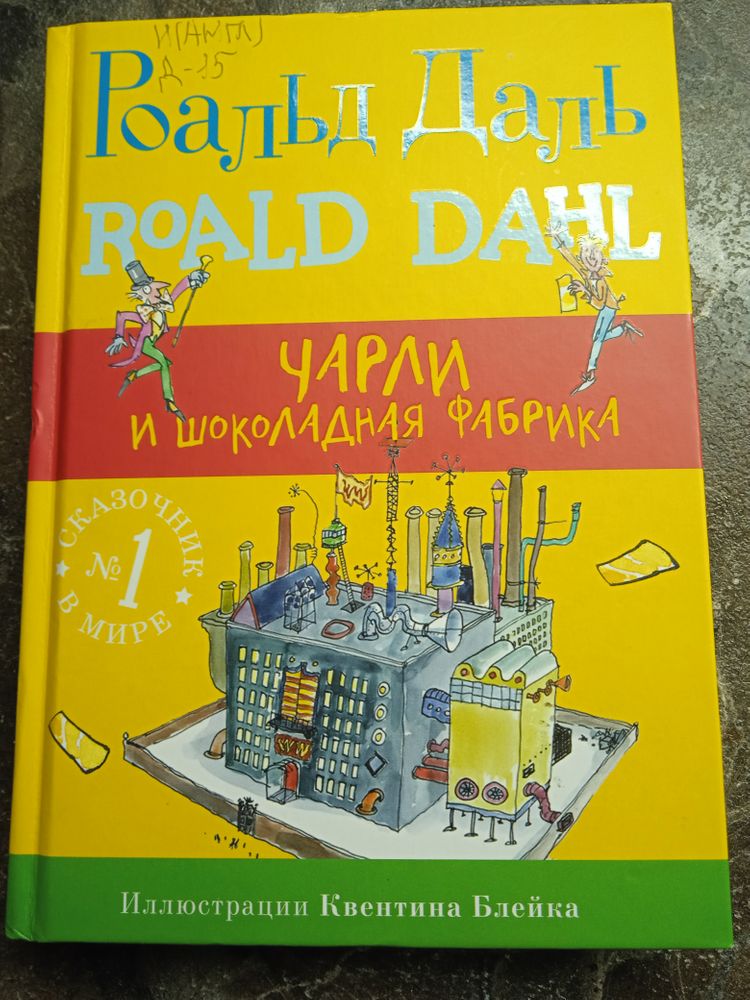 И(АНГЛ)
Д-15
Роальд Даль
ROALD DAHL
ЧАРЛИ
И ШОКОЛАДНАЯ ФАБРИКА
СКАЗОЧНИК
№1
В МИРЕ
Иллюстрации Квентина Блейка